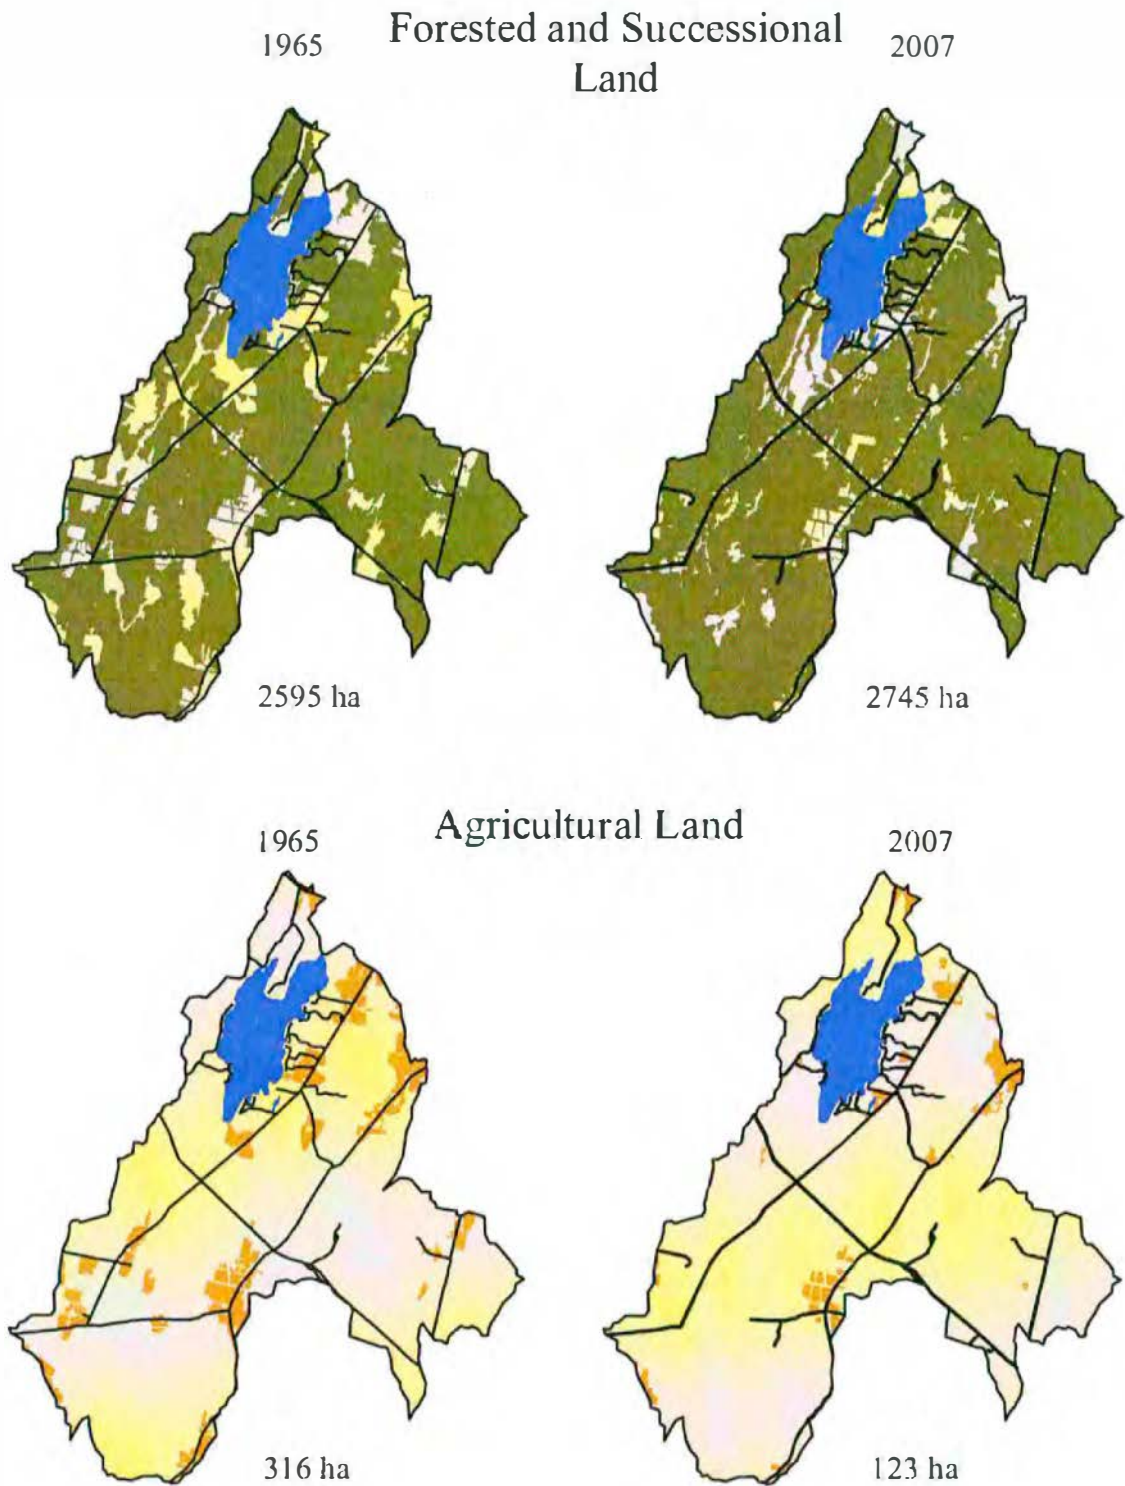 Forested and Successional
Land
1965
2007
2595 ha
2745 ha
Agricultural Land
1965
2007
316 ha
123 ha